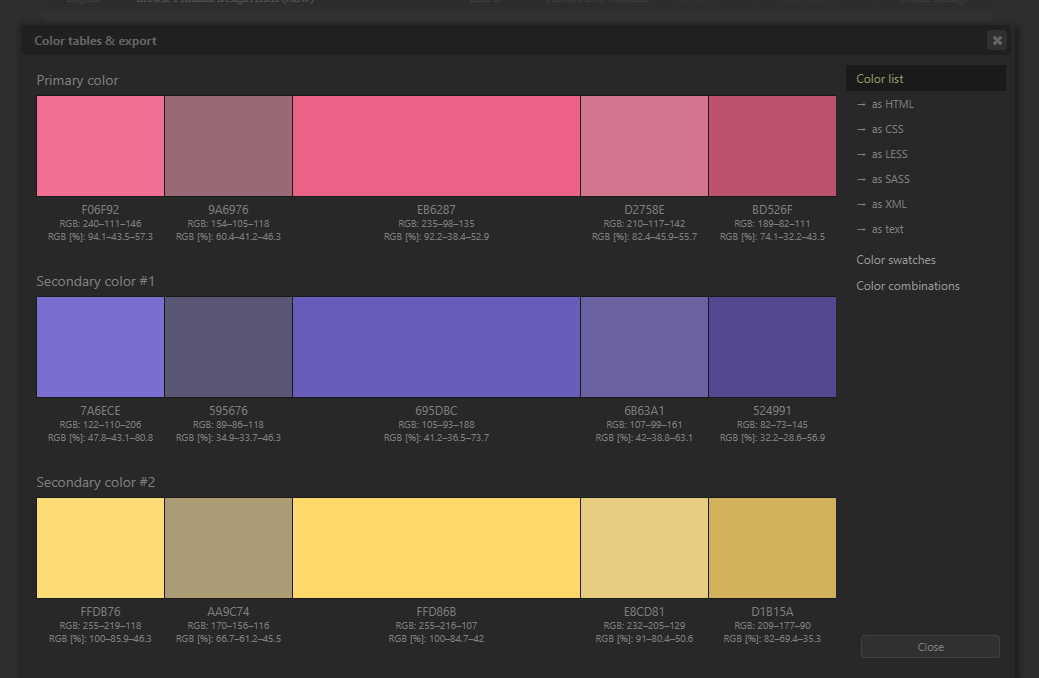 Color tables & export
Primary color
F06F92
RGB: 240–111–146
RGB [%]: 94.1–43.5–57.3
9A6976
RGB: 154–105–118
RGB [%]: 60.4–41.2–46.3
EB6287
RGB: 235–98–135
RGB [%]: 92.2–38.4–52.9
D2758E
RGB: 210–117–142
RGB [%]: 82.4–45.9–55.7
BD526F
RGB: 189–82–111
RGB [%]: 74.1–32.2–43.5
Secondary color #1
7A6ECE
RGB: 122–110–206
RGB [%]: 47.8–43.1–80.8
595676
RGB: 89–86–118
RGB [%]: 34.9–33.7–46.3
695DBC
RGB: 105–93–188
RGB [%]: 41.2–36.5–73.7
6B63A1
RGB: 107–99–161
RGB [%]: 42–38.8–63.1
524991
RGB: 82–73–145
RGB [%]: 32.2–28.6–56.9
Secondary color #2
FFDB76
RGB: 255–219–118
RGB [%]: 100–85.9–46.3
AA9C74
RGB: 170–156–116
RGB [%]: 66.7–61.2–45.5
FFD86B
RGB: 255–216–107
RGB [%]: 100–84.7–42
E8CD81
RGB: 232–205–129
RGB [%]: 91–80.4–50.6
D1B15A
RGB: 209–177–90
RGB [%]: 82–69.4–35.3
Color list
→ as HTML
→ as CSS
→ as LESS
→ as SASS
→ as XML
→ as text
Color swatches
Color combinations
Close